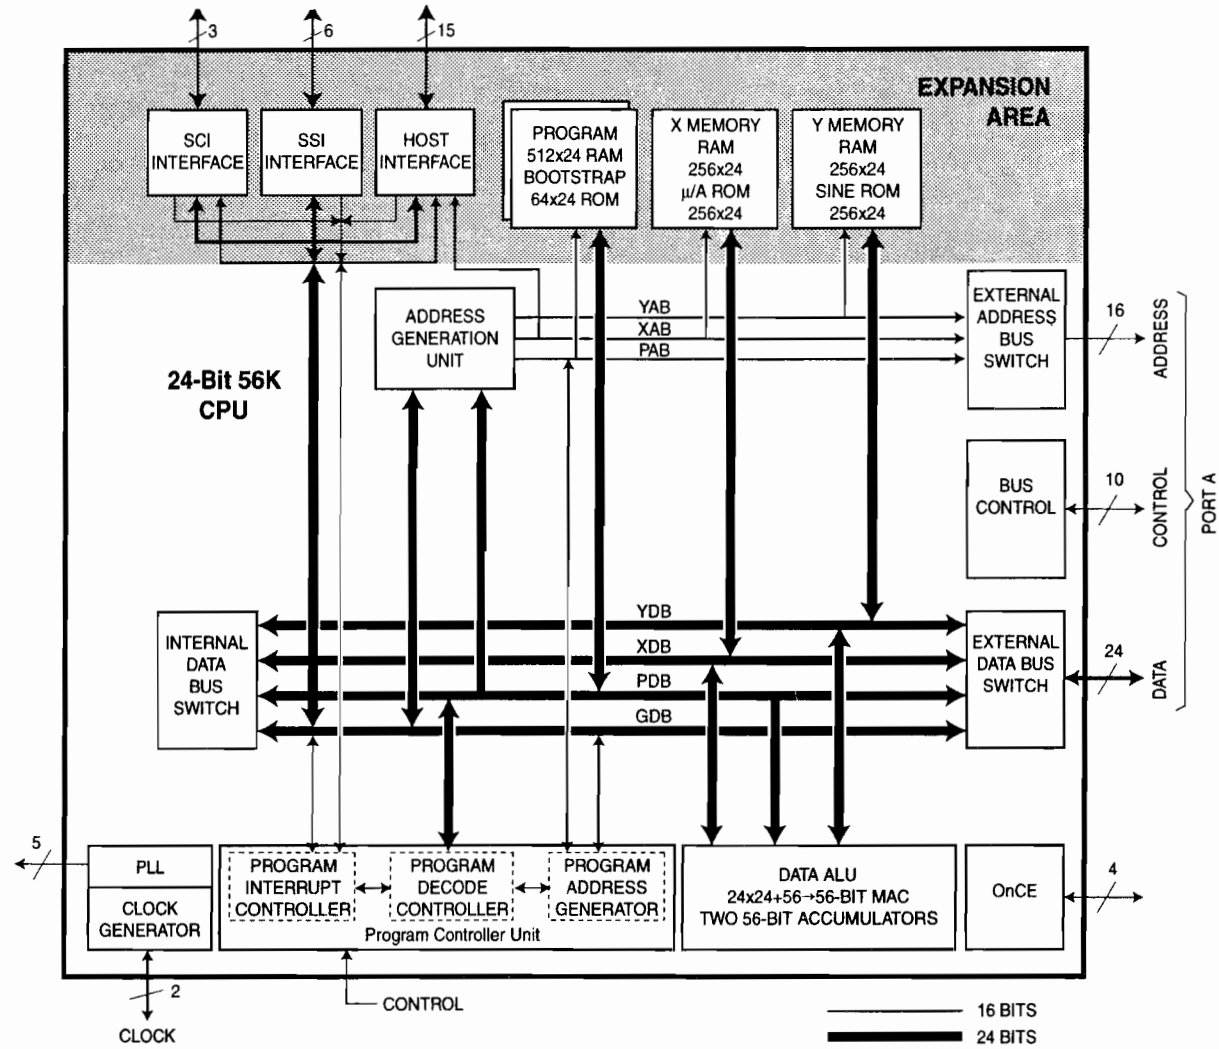 3
6
15
EXPANSION
AREA
SCI
INTERFACE
SSI
INTERFACE
HOST
INTERFACE
PROGRAM
512x24 RAM
BOOTSTRAP
64x24 ROM
X MEMORY
RAM
256x24
μ/A ROM
256x24
Y MEMORY
RAM
256x24
SINE ROM
256x24
ADDRESS
GENERATION
UNIT
YAB
XAB
PAB
EXTERNAL
ADDRESS
BUS
SWITCH
16
ADDRESS
24-Bit 56K
CPU
BUS
CONTROL
10
CONTROL
PORT A
INTERNAL
DATA
BUS
SWITCH
YDB
XDB
PDB
GDB
EXTERNAL
DATA BUS
SWITCH
24
DATA
5
PLL
CLOCK
GENERATOR
PROGRAM
INTERRUPT
CONTROLLER
PROGRAM
DECODE
CONTROLLER
PROGRAM
ADDRESS
GENERATOR
Program Controller Unit
DATA ALU
24x24+56→56-BIT MAC
TWO 56-BIT ACCUMULATORS
OnCE
4
2
CLOCK
CONTROL
16 BITS
24 BITS